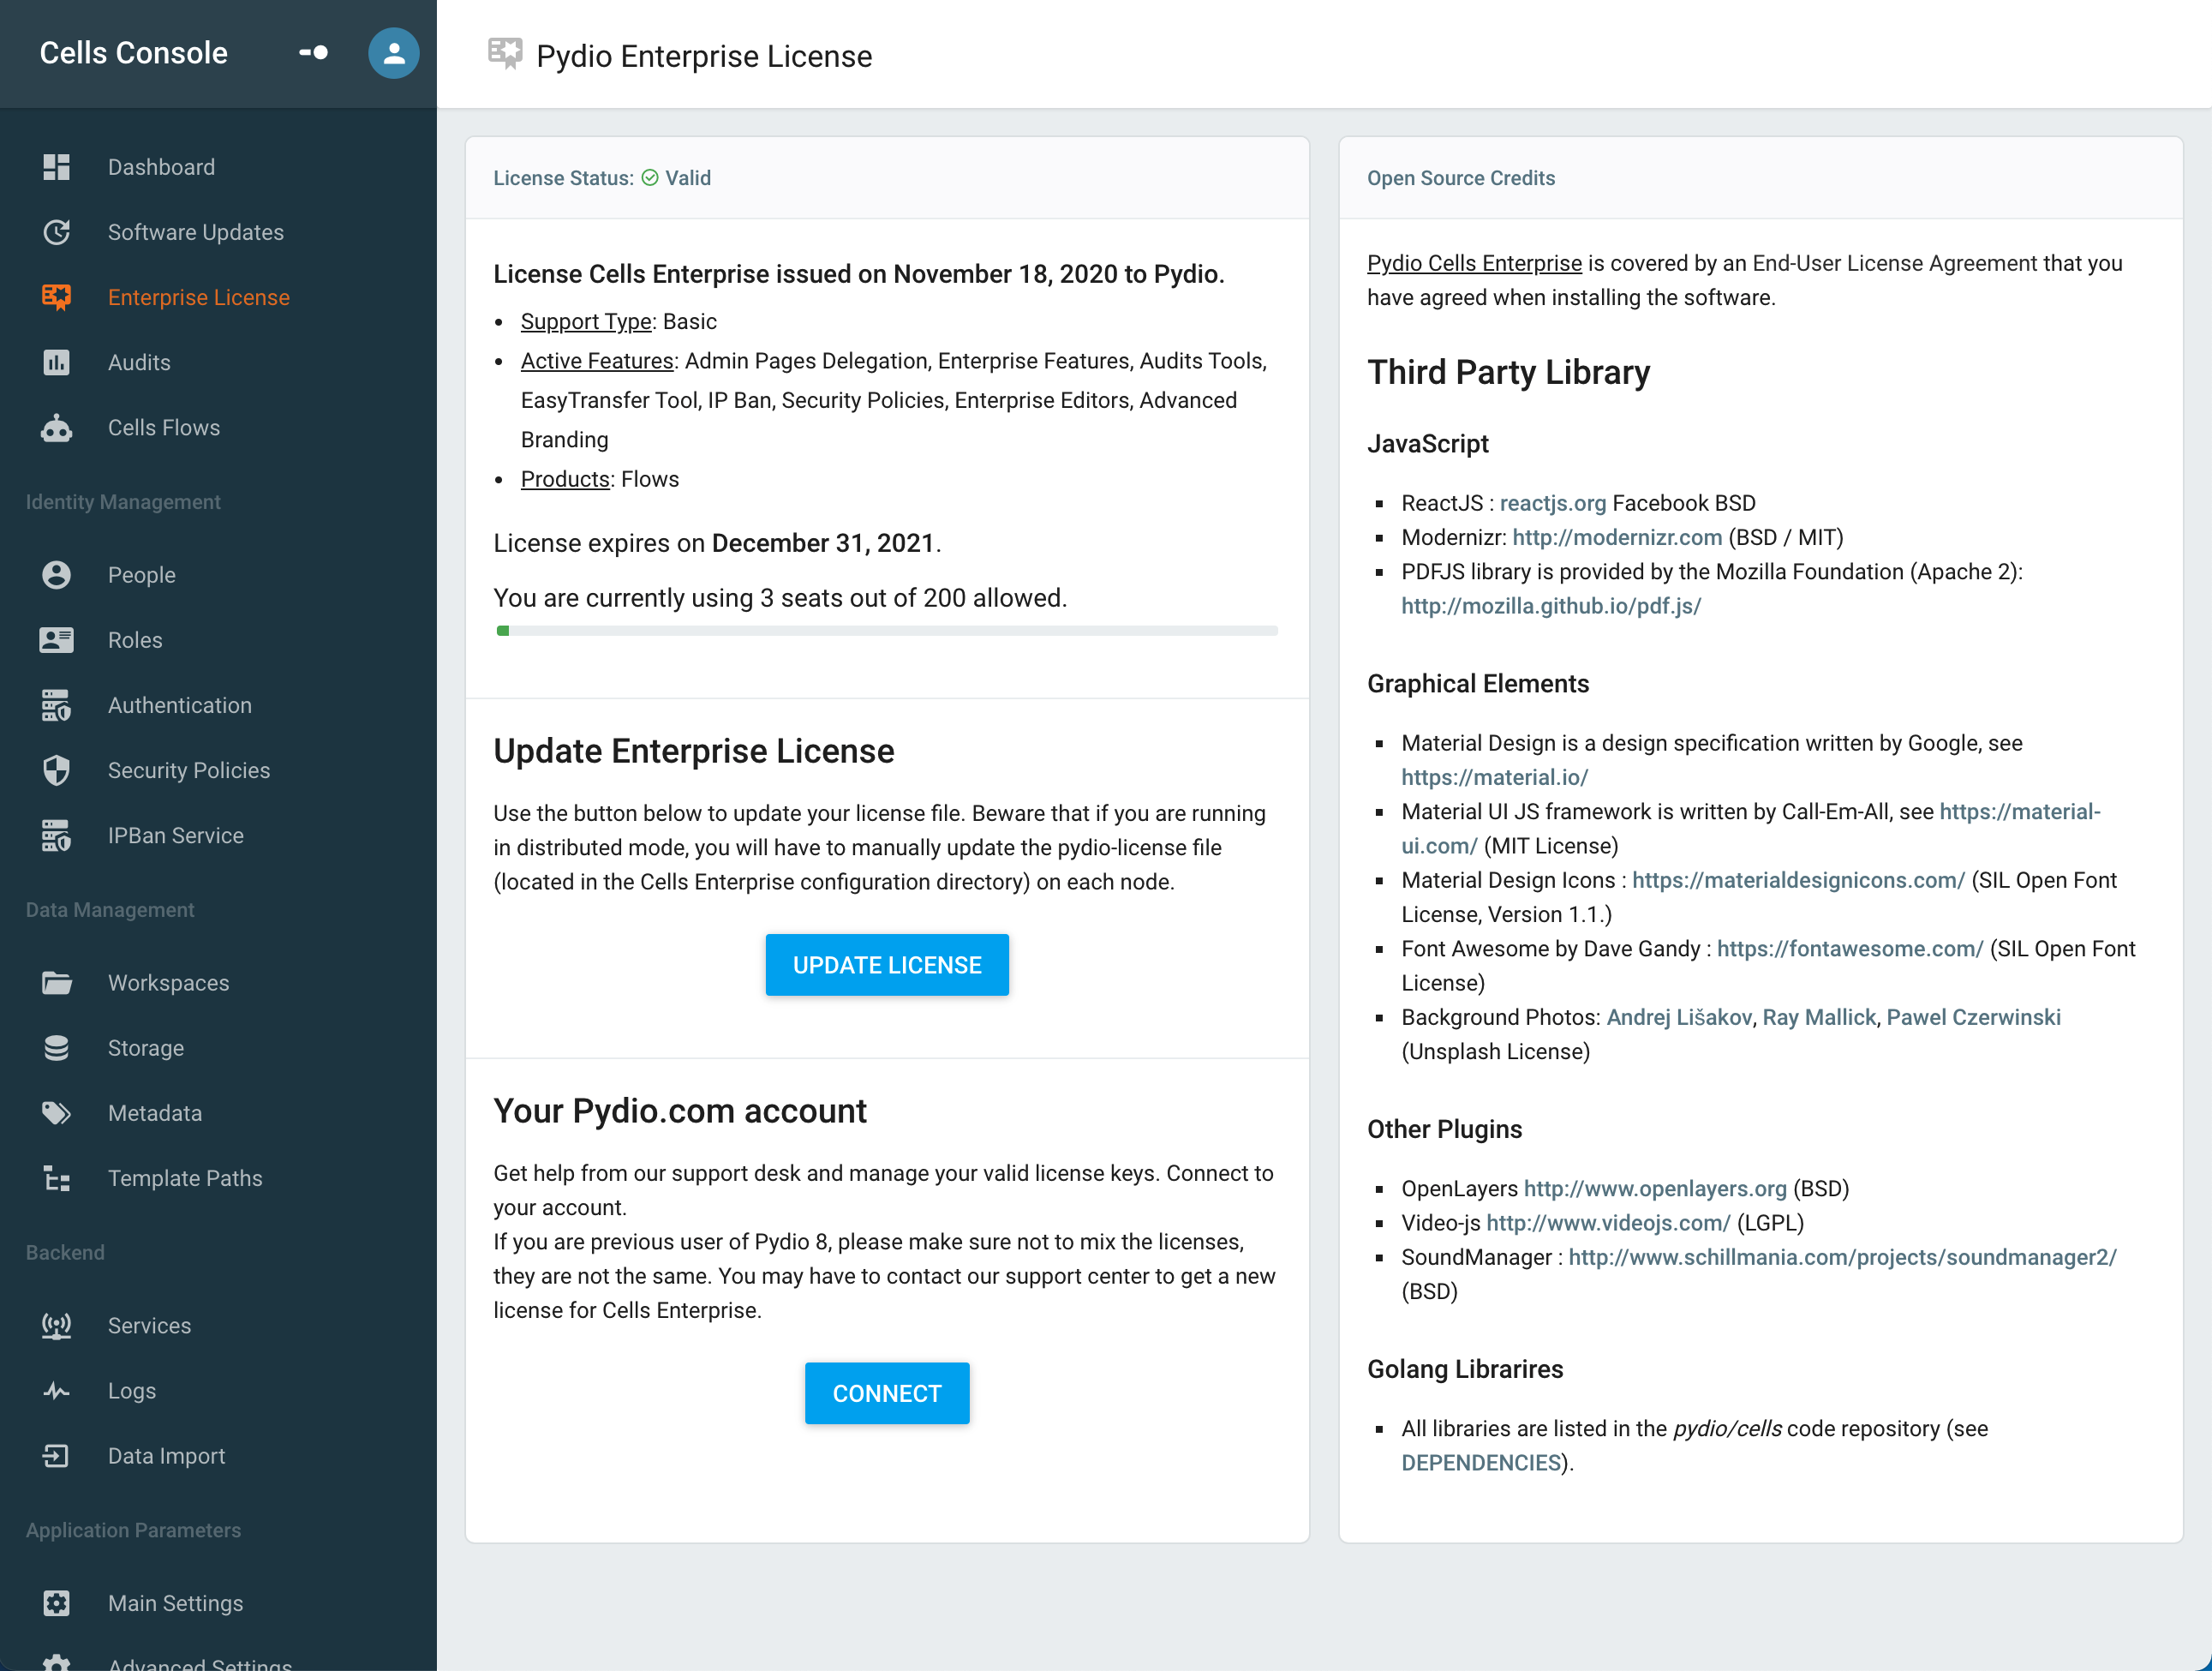 Cells Console
Dashboard
Software Updates
Enterprise License
Audits
Cells Flows
Identity Management
People
Roles
Authentication
Security Policies
IPBan Service
Data Management
Workspaces
Storage
Metadata
Template Paths
Backend
Services
Logs
Data Import
Application Parameters
Main Settings
Advanced Settings
Pydio Enterprise License
License Status: Valid
License Cells Enterprise issued on November 18, 2020 to Pydio.
• Support Type: Basic
• Active Features: Admin Pages Delegation, Enterprise Features, Audits Tools,
EasyTransfer Tool, IP Ban, Security Policies, Enterprise Editors, Advanced
Branding
• Products: Flows
License expires on December 31, 2021.
You are currently using 3 seats out of 200 allowed.
Update Enterprise License
Use the button below to update your license file. Beware that if you are running
in distributed mode, you will have to manually update the pydio-license file
(located in the Cells Enterprise configuration directory) on each node.
UPDATE LICENSE
Your Pydio.com account
Get help from our support desk and manage your valid license keys. Connect to
your account.
If you are previous user of Pydio 8, please make sure not to mix the licenses,
they are not the same. You may have to contact our support center to get a new
license for Cells Enterprise.
CONNECT
Open Source Credits
Pydio Cells Enterprise is covered by an End-User License Agreement that you
have agreed when installing the software.
Third Party Library
JavaScript
▪ ReactJS : reactjs.org Facebook BSD
▪ Modernizr: http://modernizr.com (BSD / MIT)
▪ PDFJS library is provided by the Mozilla Foundation (Apache 2):
http://mozilla.github.io/pdf.js/
Graphical Elements
▪ Material Design is a design specification written by Google, see
https://material.io/
▪ Material UI JS framework is written by Call-Em-All, see https://material-
ui.com/ (MIT License)
▪ Material Design Icons : https://materialdesignicons.com/ (SIL Open Font
License, Version 1.1.)
▪ Font Awesome by Dave Gandy : https://fontawesome.com/ (SIL Open Font
License)
▪ Background Photos: Andrej Lišakov, Ray Mallick, Pawel Czerwinski
(Unsplash License)
Other Plugins
▪ OpenLayers http://www.openlayers.org (BSD)
▪ Video-js http://www.videojs.com/ (LGPL)
▪ SoundManager : http://www.schillmania.com/projects/soundmanager2/
(BSD)
Golang Librarires
▪ All libraries are listed in the pydio/cells code repository (see
DEPENDENCIES).